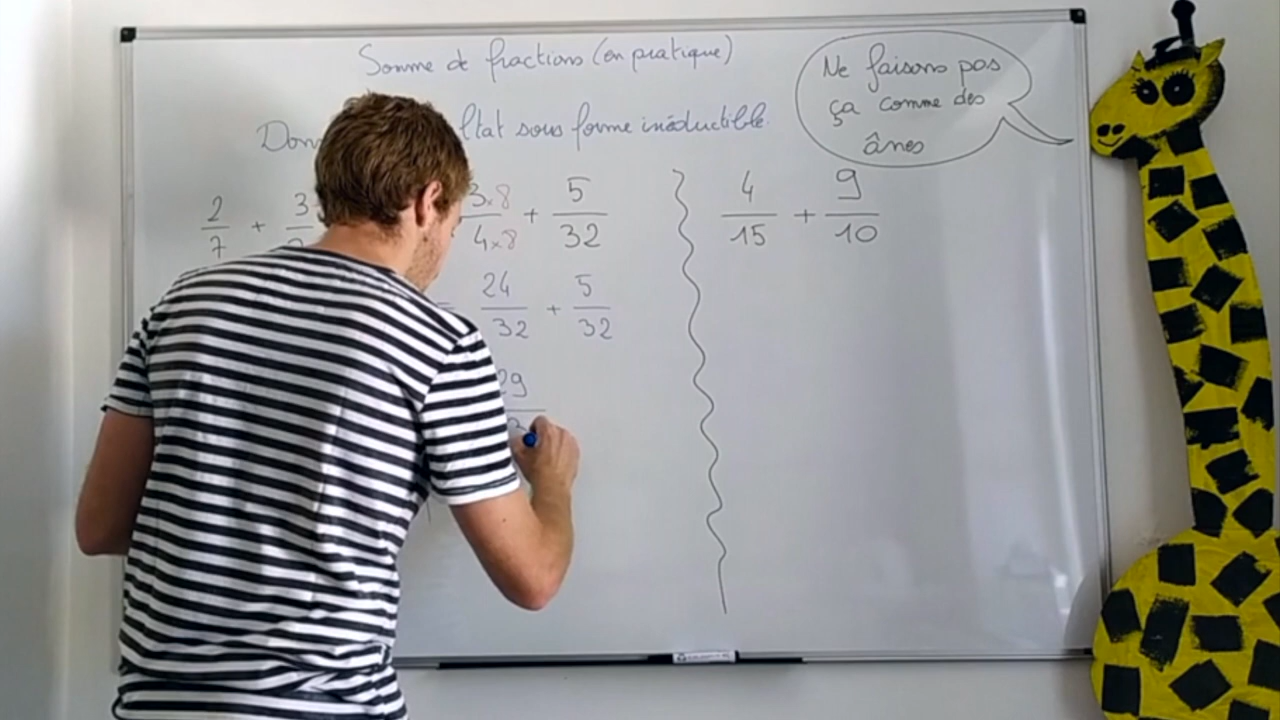 Somme de fractions (en pratique)
Ne faisons pas
ça comme des
ânes
sous forme irréductible.
2/7 + 3
3×8/4×8 + 5/32
4/15 + 9/10
= 24/32 + 5/32
29